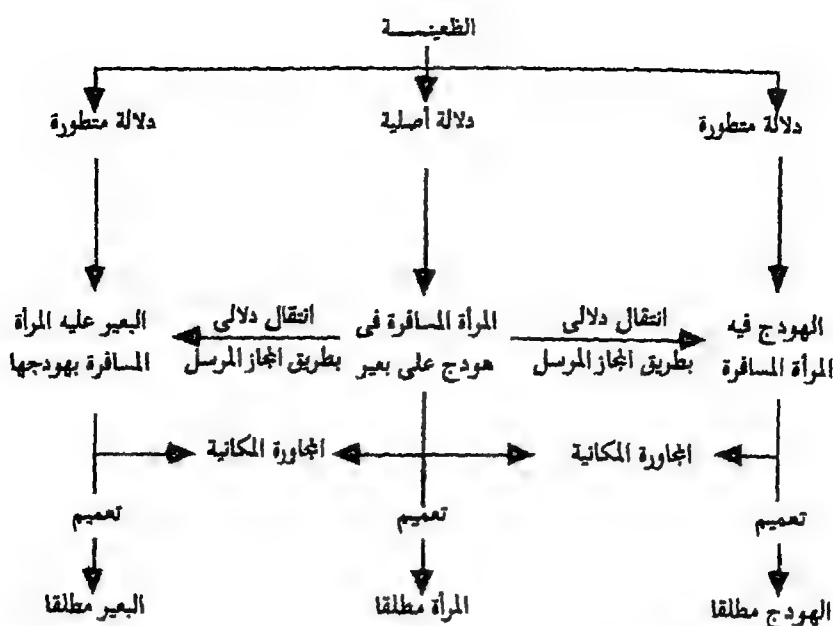 الظعينـــــة
دلالة متطورة
دلالة أصلية
دلالة متطورة
الهودج فيه
المرأة المسافرة
انتقال دلالى
بطريق المجاز المرسل
المرأة المسافرة فى
هودج على بعير
انتقال دلالى
بطريق المجاز المرسل
البعير عليه المرأة
المسافرة بهودجها
المجاورة المكانية
المجاورة المكانية
تعميم
تعميم
تعميم
الهودج مطلقا
المرأة مطلقا
البعير مطلقا